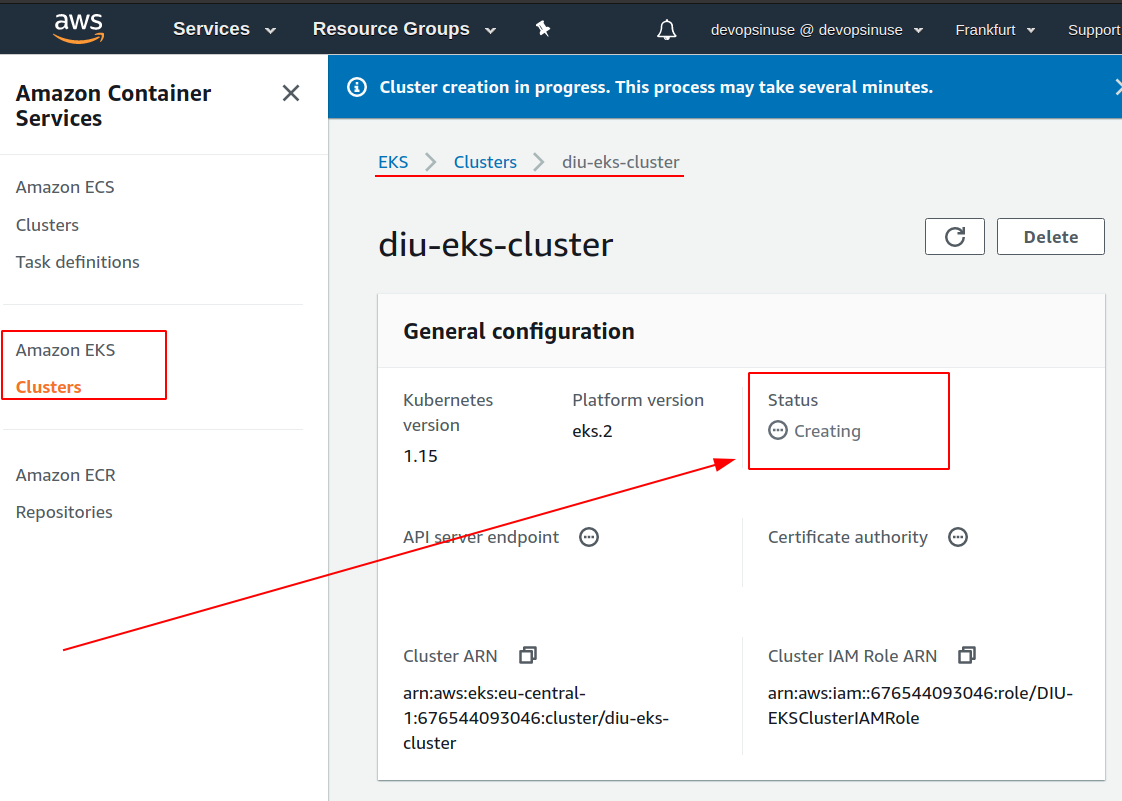 aws Services Resource Groups devopsinuse @ devopsinuse Frankfurt Support
Amazon Container
Services
Amazon ECS
Clusters
Task definitions
Amazon EKS
Clusters
Amazon ECR
Repositories
Cluster creation in progress. This process may take several minutes.
EKS Clusters diu-eks-cluster
diu-eks-cluster
Delete
General configuration
Kubernetes
version
1.15
Platform version
eks.2
Status
Creating
API server endpoint
Certificate authority
Cluster ARN
arn:aws:eks:eu-central-
1:676544093046:cluster/diu-eks-
cluster
Cluster IAM Role ARN
arn:aws:iam::676544093046:role/DIU-
EKSClusterIAMRole